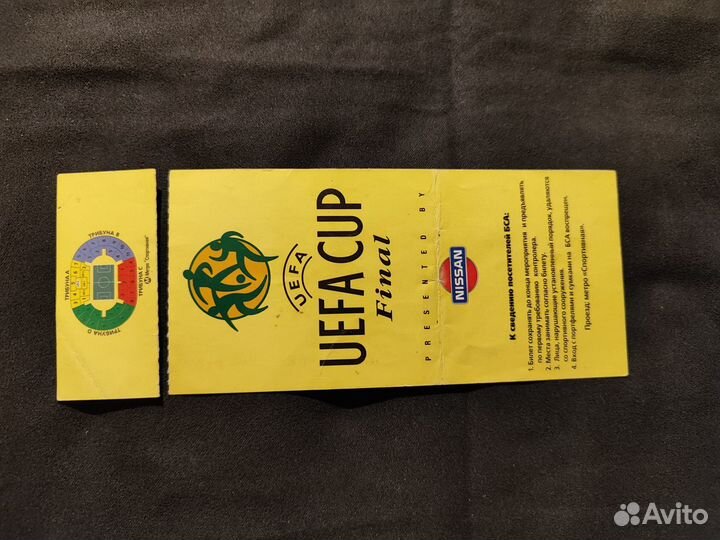 ТРИБУНА A
ТРИБУНА B
ТРИБУНА D
ТРИБУНА C
М Метро "Спортивная"
UEFA
UEFA CUP
Final
PRESENTED BY
NISSAN
К сведению посетителей БСА:
1. Билет сохранять до конца мероприятия и предъявлять
по первому требованию контролера.
2. Места занимать согласно билету.
3. Лица, нарушающие установленный порядок, удаляются
со спортивного сооружения.
4. Вход с портфелями и сумками на БСА воспрещен.
Проезд: метро «Спортивная».
Avito